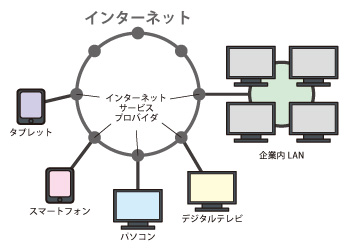 インターネット
インターネット
サービス
プロバイダ
タブレット
企業内 LAN
スマートフォン
デジタルテレビ
パソコン